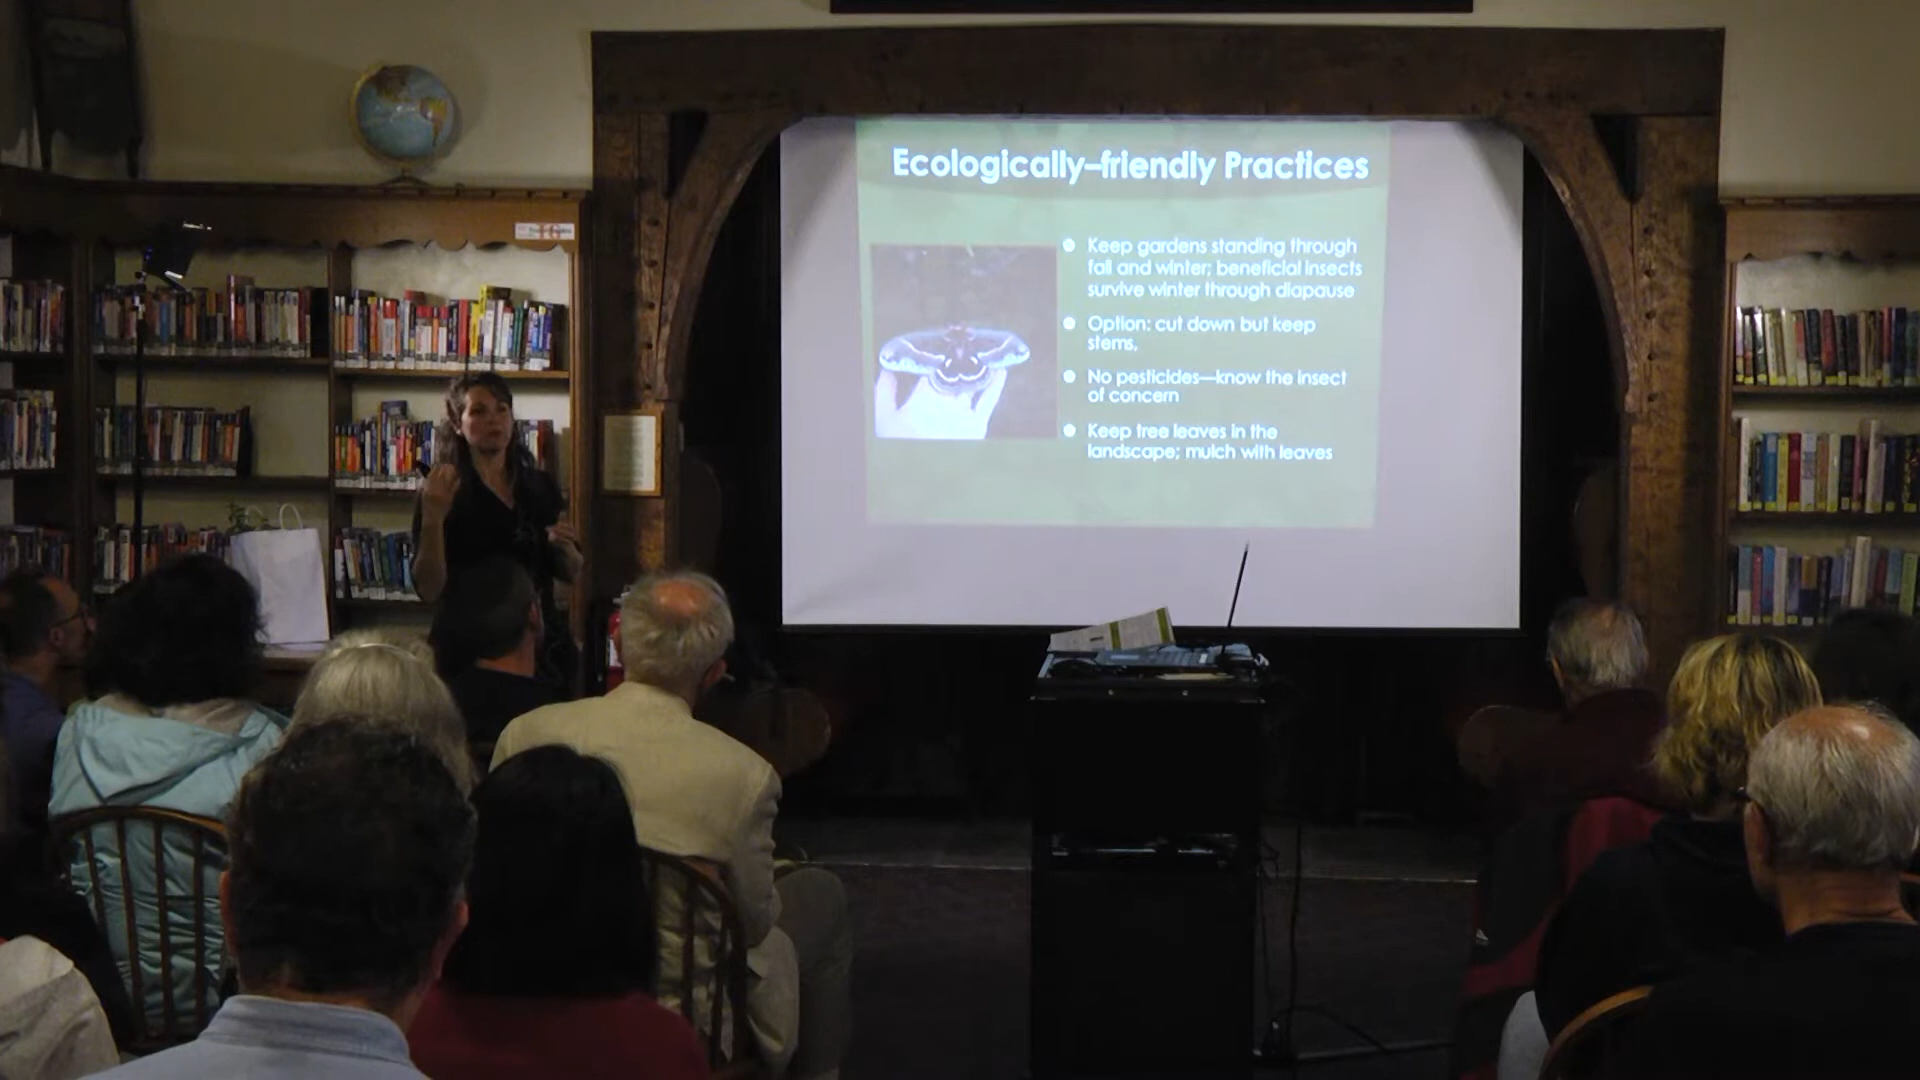 Ecologically–friendly Practices
Keep gardens standing through
fall and winter; beneficial insects
survive winter through diapause
Option: cut down but keep
stems,
No pesticides—know the insect
of concern
Keep tree leaves in the
landscape; mulch with leaves